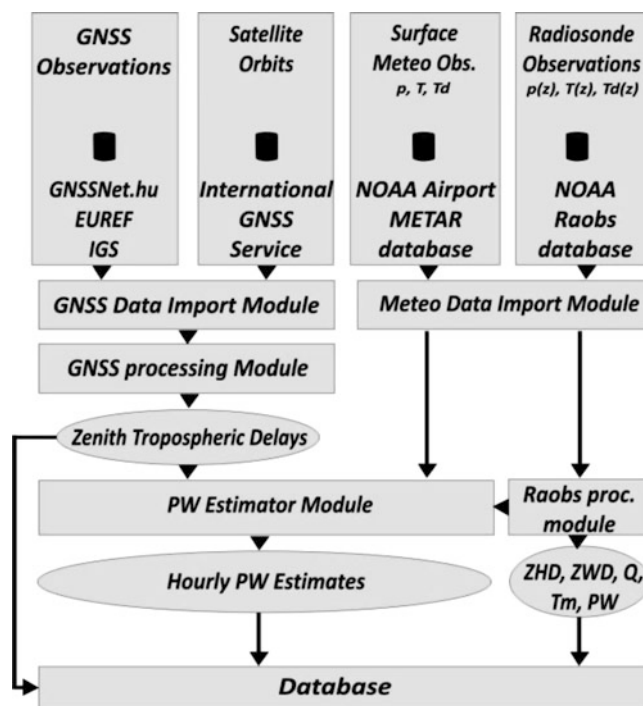 GNSS
Observations
GNSSNet.hu
EUREF
IGS
Satellite
Orbits
International
GNSS
Service
Surface
Meteo Obs.
p, T, Td
NOAA Airport
METAR
database
Radiosonde
Observations
p(z), T(z), Td(z)
NOAA
Raobs
database
GNSS Data Import Module
Meteo Data Import Module
GNSS processing Module
Zenith Tropospheric Delays
PW Estimator Module
Raobs proc.
module
Hourly PW Estimates
ZHD, ZWD, Q,
Tm, PW
Database